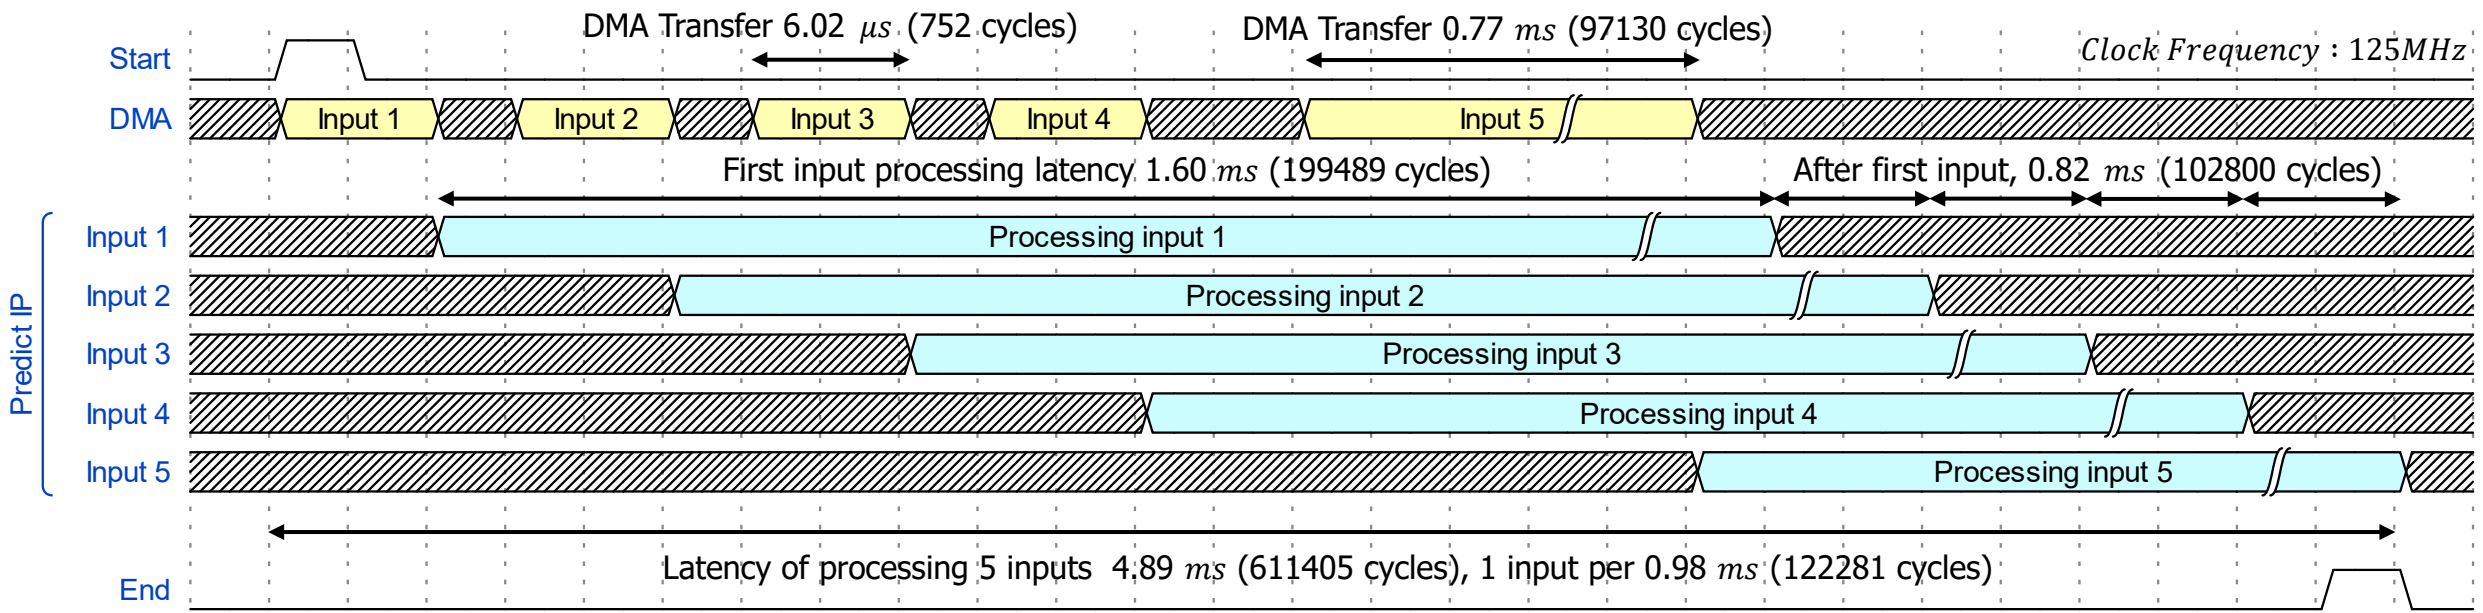 DMA Transfer 6.02 μs (752 cycles)
DMA Transfer 0.77 ms (97130 cycles)
Clock Frequency : 125MHz
Start
DMA
Input 1
Input 2
Input 3
Input 4
Input 5
First input processing latency 1.60 ms (199489 cycles)
After first input, 0.82 ms (102800 cycles)
Predict IP
Input 1
Processing input 1
Input 2
Processing input 2
Input 3
Processing input 3
Input 4
Processing input 4
Input 5
Processing input 5
Latency of processing 5 inputs 4.89 ms (611405 cycles), 1 input per 0.98 ms (122281 cycles)
End